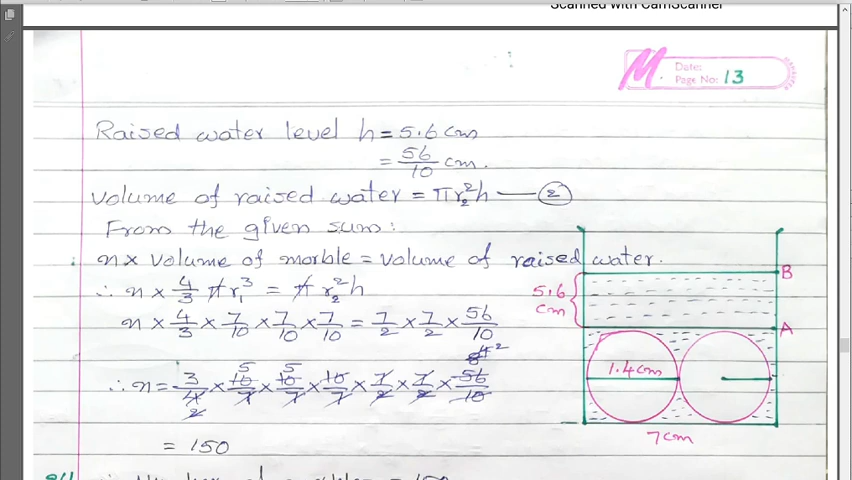 Scanned with CamScanner
M.
Date:
Page No: 13
Raised water level h = 5.6 cm
= 56/10 cm.
Volume of raised water = πr₂²h — ②
From the given sum:
n × volume of morble = volume of raised water.
∴ n × 4/3 πr₁³ = πr₂²h
n × 4/3 × 7/10 × 7/10 × 7/10 = 7/2 × 7/2 × 56/10
∴ n = 3/4 × 10/7 × 10/7 × 10/7 × 7/2 × 7/2 × 56/10
= 150
B
5.6
cm
A
1.4cm
7cm